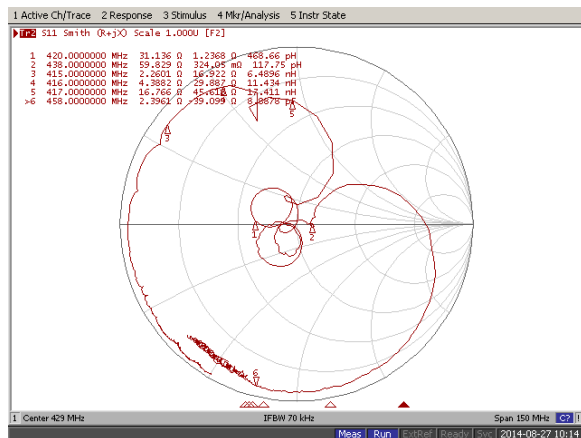 1 Active Ch/Trace 2 Response 3 Stimulus 4 Mkr/Analysis 5 Instr State
Tr2 S11 Smith (R+jX) Scale 1.000U [F2]
1 420.0000000 MHz 31.136 Ω 1.2368 Ω 468.66 pH
2 438.0000000 MHz 59.829 Ω 324.05 mΩ 117.75 pH
3 415.0000000 MHz 2.2601 Ω 16.922 Ω 6.4896 nH
4 416.0000000 MHz 4.3882 Ω 29.887 Ω 11.434 nH
5 417.0000000 MHz 16.766 Ω 45.618 Ω 17.411 nH
>6 458.0000000 MHz 2.3961 Ω -39.099 Ω 8.8878 pF
5
3
1
2
6
1 Center 429 MHz IFBW 70 kHz Span 150 MHz C? !
Meas Run ExtRef Ready Svc 2014-08-27 10:14